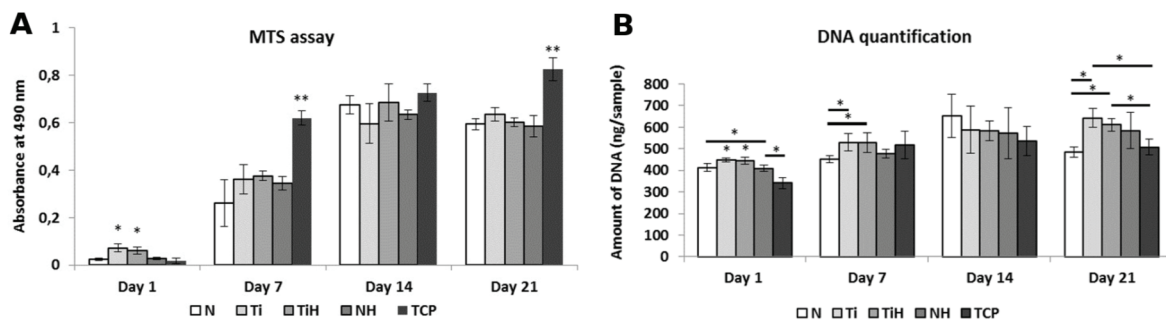 A
MTS assay
Absorbance at 490 nm
1
0,8
0,6
0,4
0,2
0
* *
**
**
Day 1 Day 7 Day 14 Day 21
N Ti TiH NH TCP
B
DNA quantification
Amount of DNA (ng/sample)
800
700
600
500
400
300
200
100
0
*
* * *
*
*
*
*
*
*
Day 1 Day 7 Day 14 Day 21
N Ti TiH NH TCP